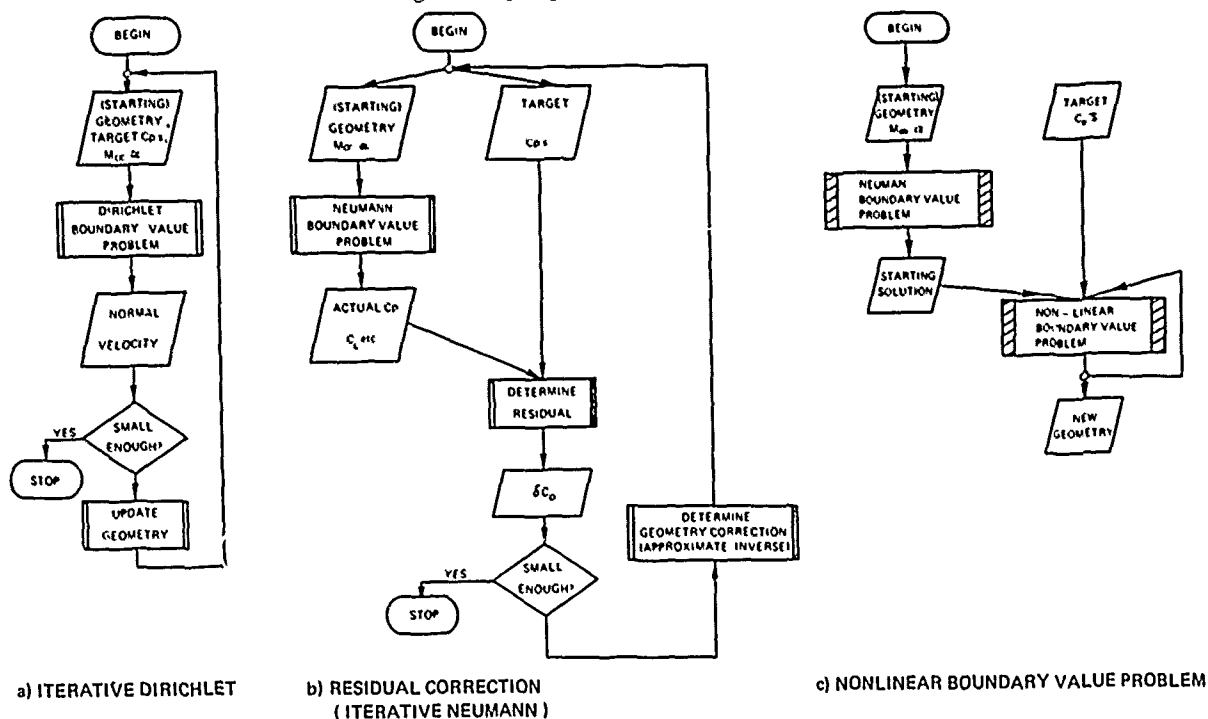 BEGIN
(STARTING)
GEOMETRY,
TARGET Cps,
DIRICHLET
BOUNDARY VALUE
PROBLEM
NORMAL
VELOCITY
SMALL
ENOUGH?
YES
STOP
UPDATE
GEOMETRY
a) ITERATIVE DIRICHLET
BEGIN
(STARTING)
GEOMETRY
TARGET
Cps
NEUMANN
BOUNDARY VALUE
PROBLEM
ACTUAL Cp
etc
DETERMINE
RESIDUAL
SMALL
ENOUGH?
YES
STOP
DETERMINE
GEOMETRY CORRECTION
(APPROXIMATE INVERSE)
b) RESIDUAL CORRECTION
( ITERATIVE NEUMANN )
BEGIN
(STARTING)
GEOMETRY
TARGET
NEUMAN
BOUNDARY VALUE
PROBLEM
STARTING
SOLUTION
NON - LINEAR
BOUNDARY VALUE
PROBLEM
NEW
GEOMETRY
c) NONLINEAR BOUNDARY VALUE PROBLEM